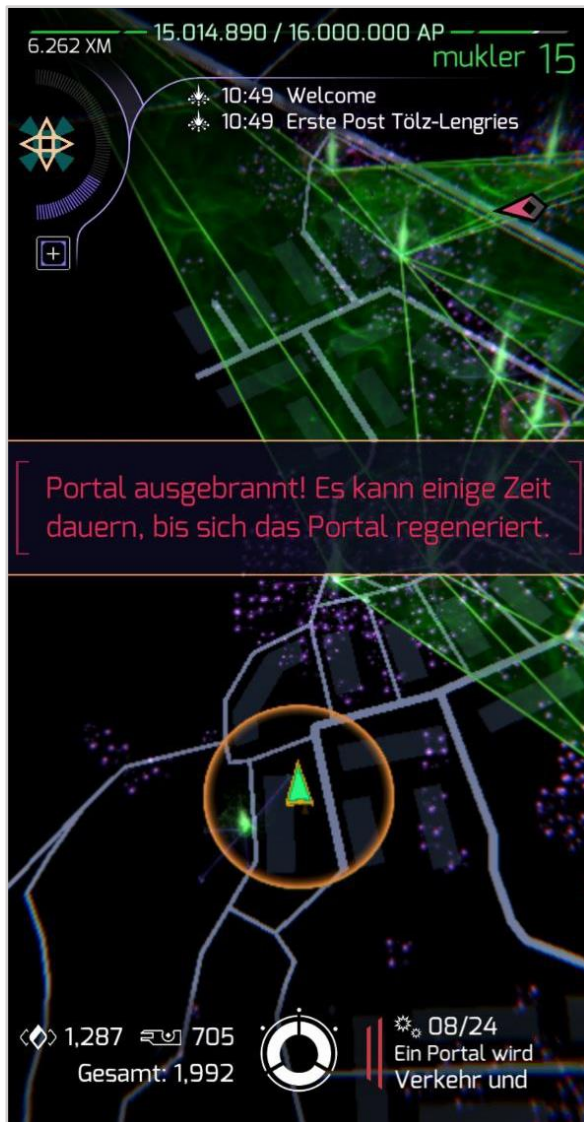 15.014.890 / 16.000.000 AP
6.262 XM
mukler 15
10:49 Welcome
10:49 Erste Post Tölz-Lengries
Portal ausgebrannt! Es kann einige Zeit
dauern, bis sich das Portal regeneriert.
1,287 705
Gesamt: 1,992
08/24
Ein Portal wird
Verkehr und